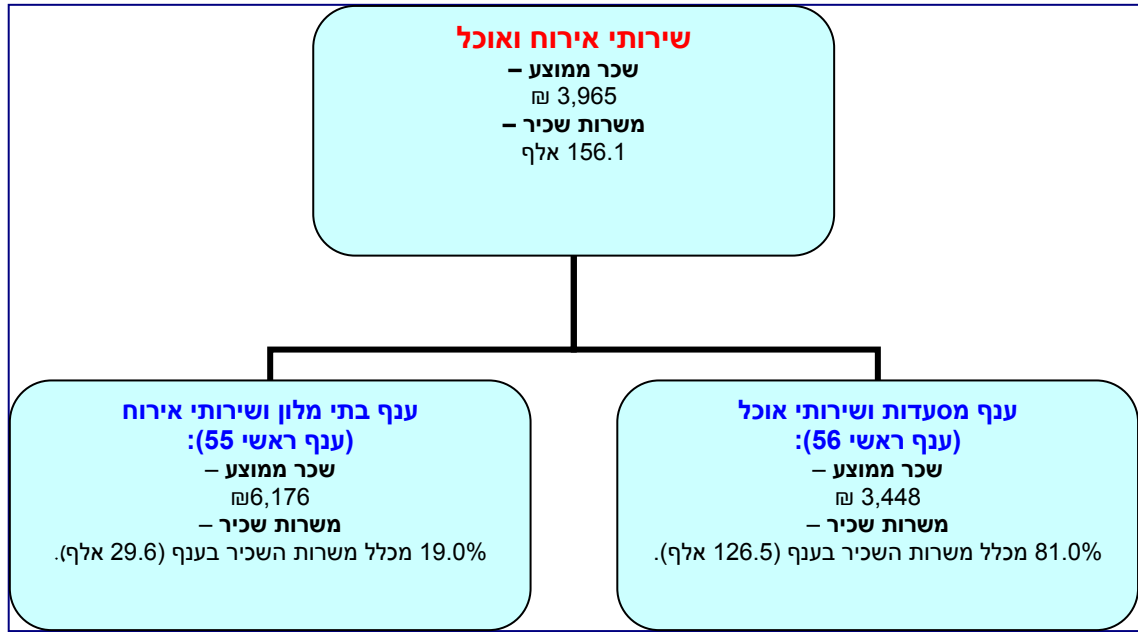 שירותי אירוח ואוכל
שכר ממוצע –
3,965 ₪
משרות שכיר –
156.1 אלף
ענף מסעדות ושירותי אוכל
(ענף ראשי 56):
שכר ממוצע –
3,448 ₪
משרות שכיר –
81.0% מכלל משרות השכיר בענף (126.5 אלף).
ענף בתי מלון ושירותי אירוח
(ענף ראשי 55):
שכר ממוצע –
6,176₪
משרות שכיר –
19.0% מכלל משרות השכיר בענף (29.6 אלף).